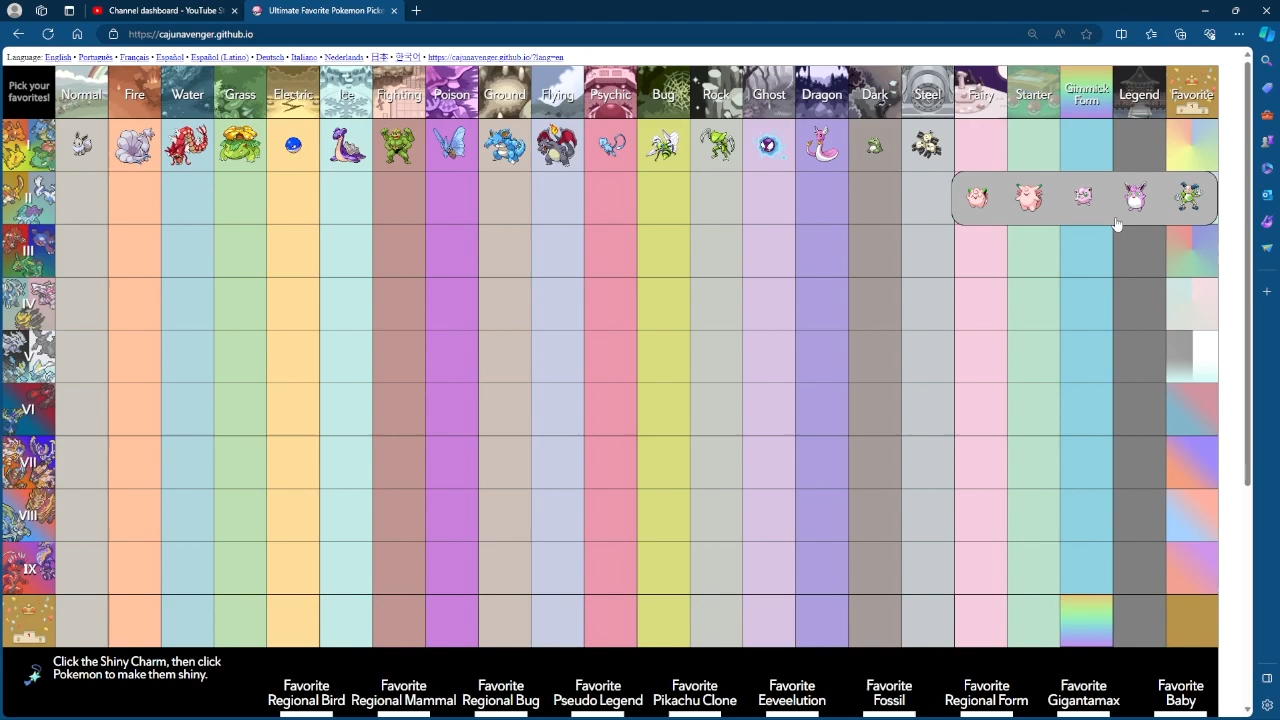 Channel dashboard - YouTube S
Ultimate Favorite Pokemon Pick
https://cajunavenger.github.io
Language: English • Português • Français • Español • Español (Latino) • Deutsch • Italiano • Nederlands • 日本 • 한국어 • https://cajunavenger.github.io/?lang=en
Pick your favorites!
Normal Fire Water Grass Electric Ice Fighting Poison Ground Flying Psychic Bug Rock Ghost Dragon Dark Steel Fairy Starter Gimmick Form Legend Favorite
II
III
IV
V
VI
VII
VIII
IX
Click the Shiny Charm, then click
Pokemon to make them shiny.
Favorite Favorite Favorite Favorite Favorite Favorite Favorite Favorite Favorite Favorite
Regional Bird Regional Mammal Regional Bug Pseudo Legend Pikachu Clone Eeveelution Fossil Regional Form Gigantamax Baby